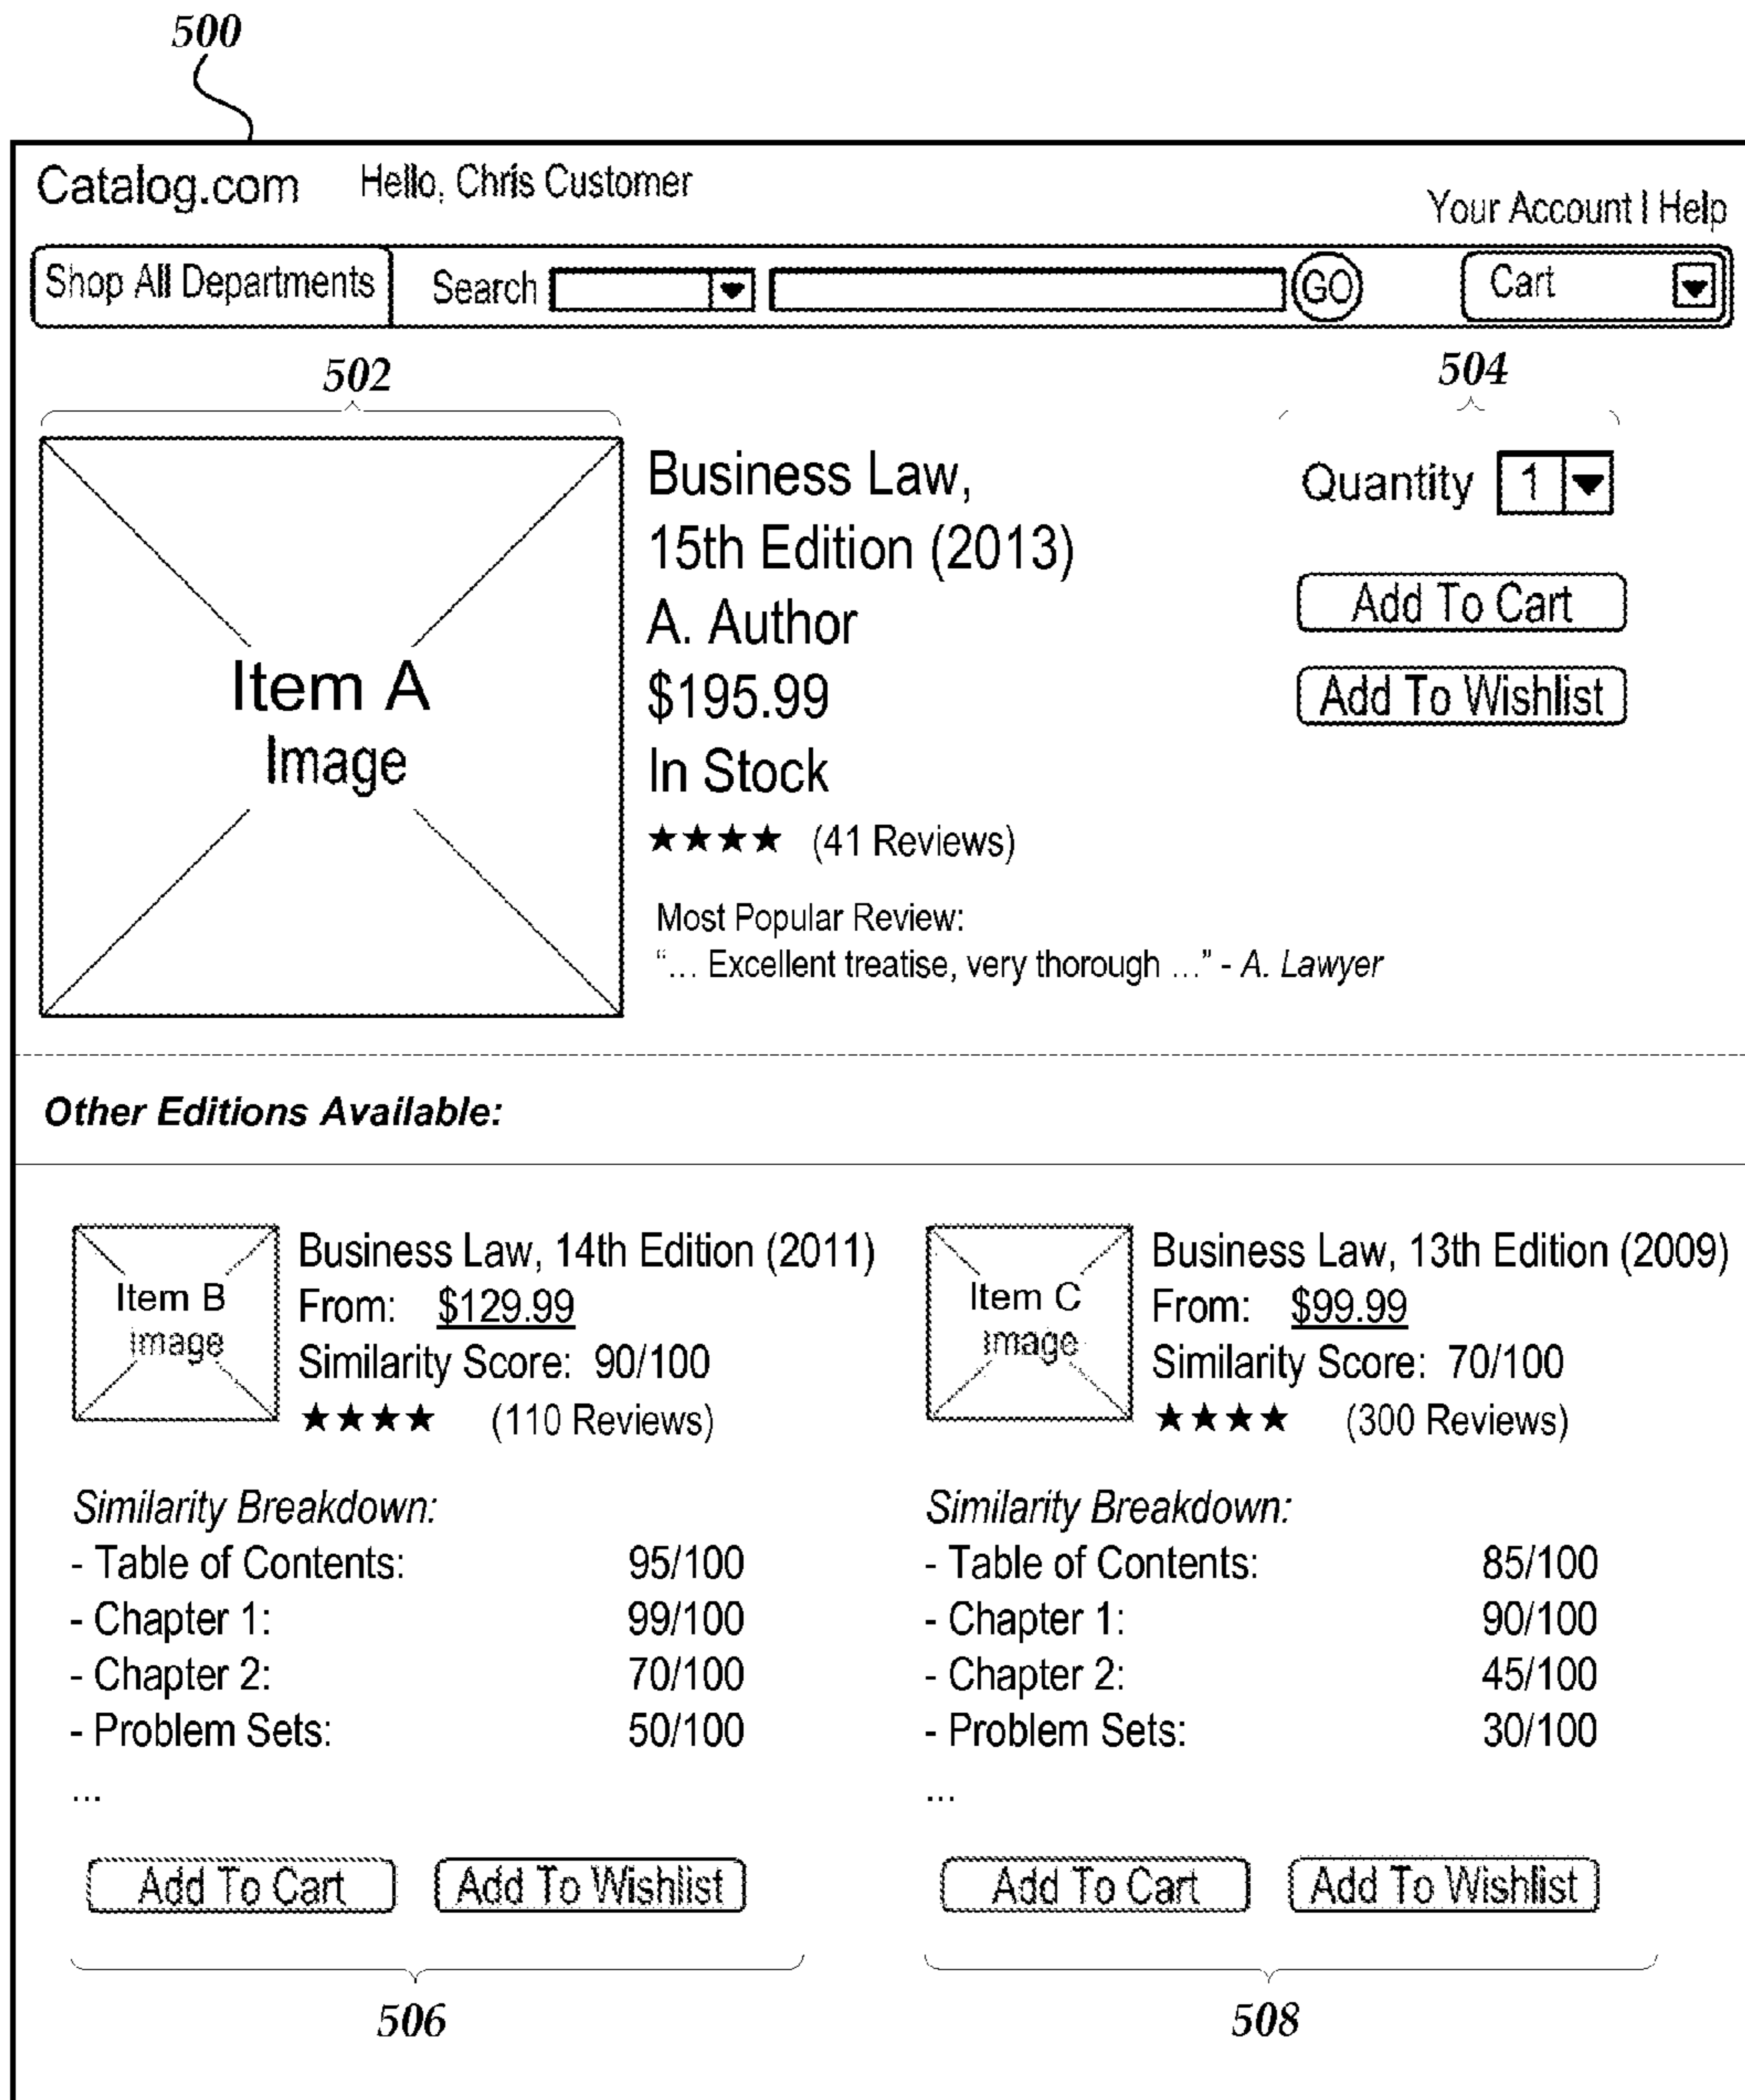 500
Catalog.com Hello, Chris Customer
Your Account | Help
Shop All Departments Search GO Cart
502 504
Business Law,
15th Edition (2013)
A. Author
$195.99
In Stock
★★★★ (41 Reviews)
Most Popular Review:
“... Excellent treatise, very thorough ...” - A. Lawyer
Item A
Image
Quantity 1
Add To Cart
Add To Wishlist
Other Editions Available:
Item B
Image
Business Law, 14th Edition (2011)
From: $129.99
Similarity Score: 90/100
★★★★ (110 Reviews)
Similarity Breakdown:
- Table of Contents: 95/100
- Chapter 1: 99/100
- Chapter 2: 70/100
- Problem Sets: 50/100
...
Add To Cart Add To Wishlist
506
Item C
Image
Business Law, 13th Edition (2009)
From: $99.99
Similarity Score: 70/100
★★★★ (300 Reviews)
Similarity Breakdown:
- Table of Contents: 85/100
- Chapter 1: 90/100
- Chapter 2: 45/100
- Problem Sets: 30/100
...
Add To Cart Add To Wishlist
508